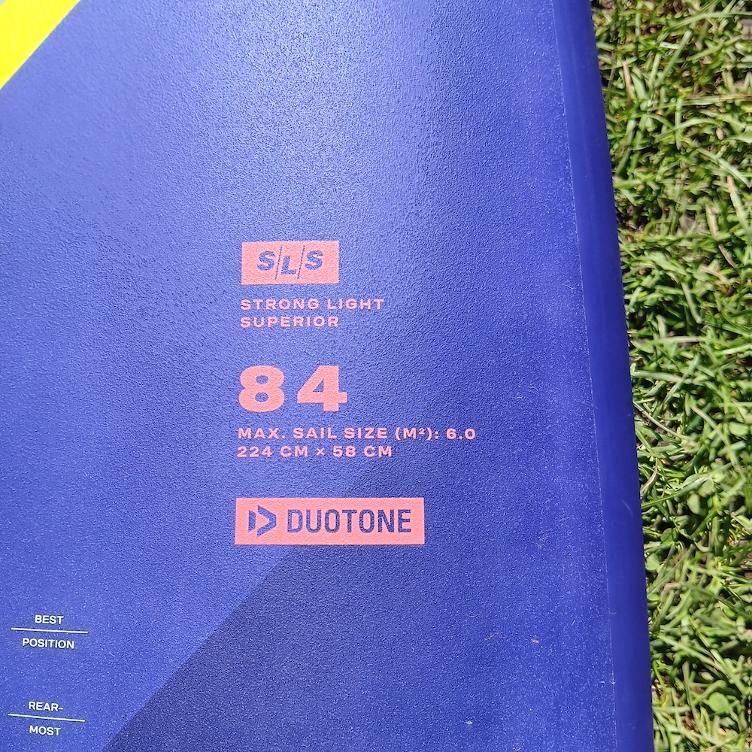 S/L/S
STRONG LIGHT
SUPERIOR
84
MAX. SAIL SIZE (M²): 6.0
224 CM × 58 CM
DUOTONE
BEST
POSITION
REAR-
MOST